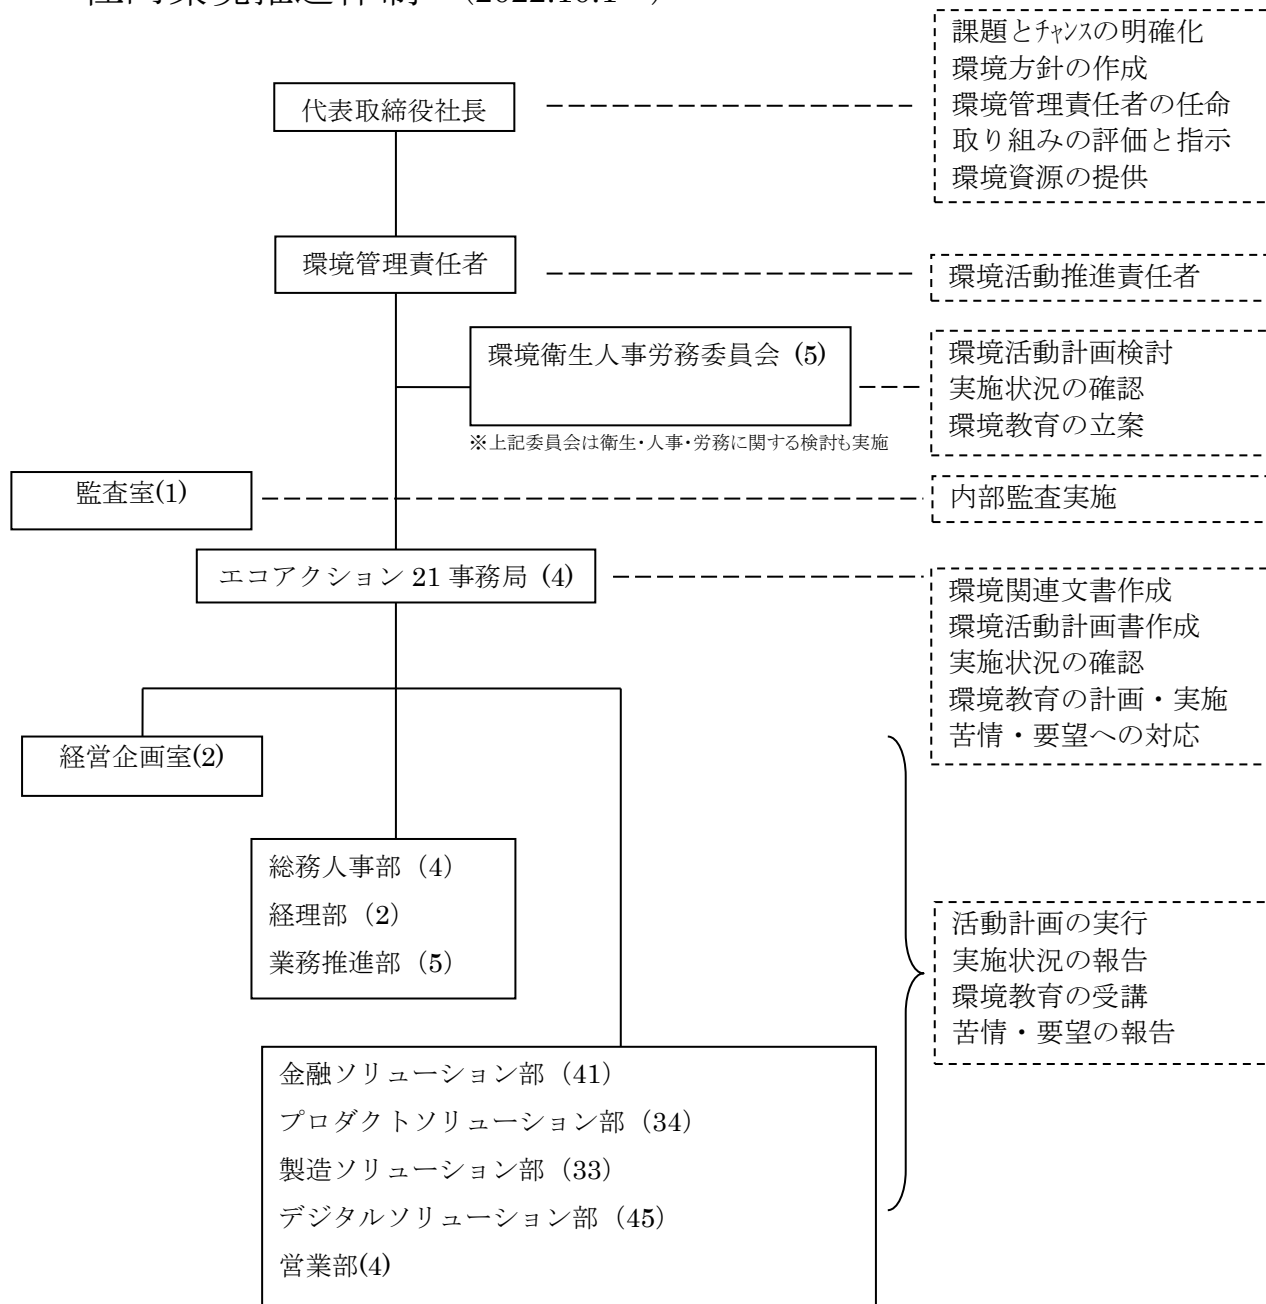 社内環境推進体制 (2022.10.1～)
課題とﾁｬﾝｽの明確化
環境方針の作成
環境管理責任者の任命
取り組みの評価と指示
環境資源の提供
代表取締役社長
環境管理責任者
環境活動推進責任者
環境衛生人事労務委員会 (5)
※上記委員会は衛生・人事・労務に関する検討も実施
環境活動計画検討
実施状況の確認
環境教育の立案
監査室(1)
内部監査実施
エコアクション 21 事務局 (4)
環境関連文書作成
環境活動計画書作成
実施状況の確認
環境教育の計画・実施
苦情・要望への対応
経営企画室(2)
総務人事部（4）
経理部（2）
業務推進部（5）
活動計画の実行
実施状況の報告
環境教育の受講
苦情・要望の報告
金融ソリューション部（41）
プロダクトソリューション部（34）
製造ソリューション部（33）
デジタルソリューション部（45）
営業部(4)